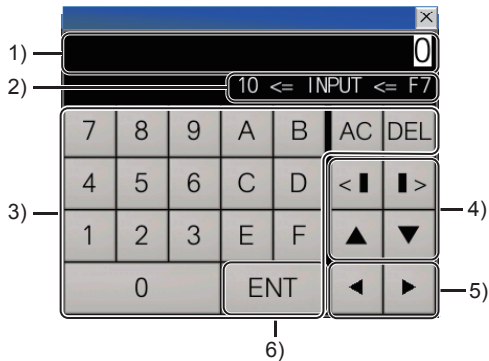 1)
0
2)
10 <= INPUT <= F7
7 8 9 A B AC DEL
4 5 6 C D < >
3)
4)
1 2 3 E F ▲ ▼
0 ENT ◄ ►
5)
6)